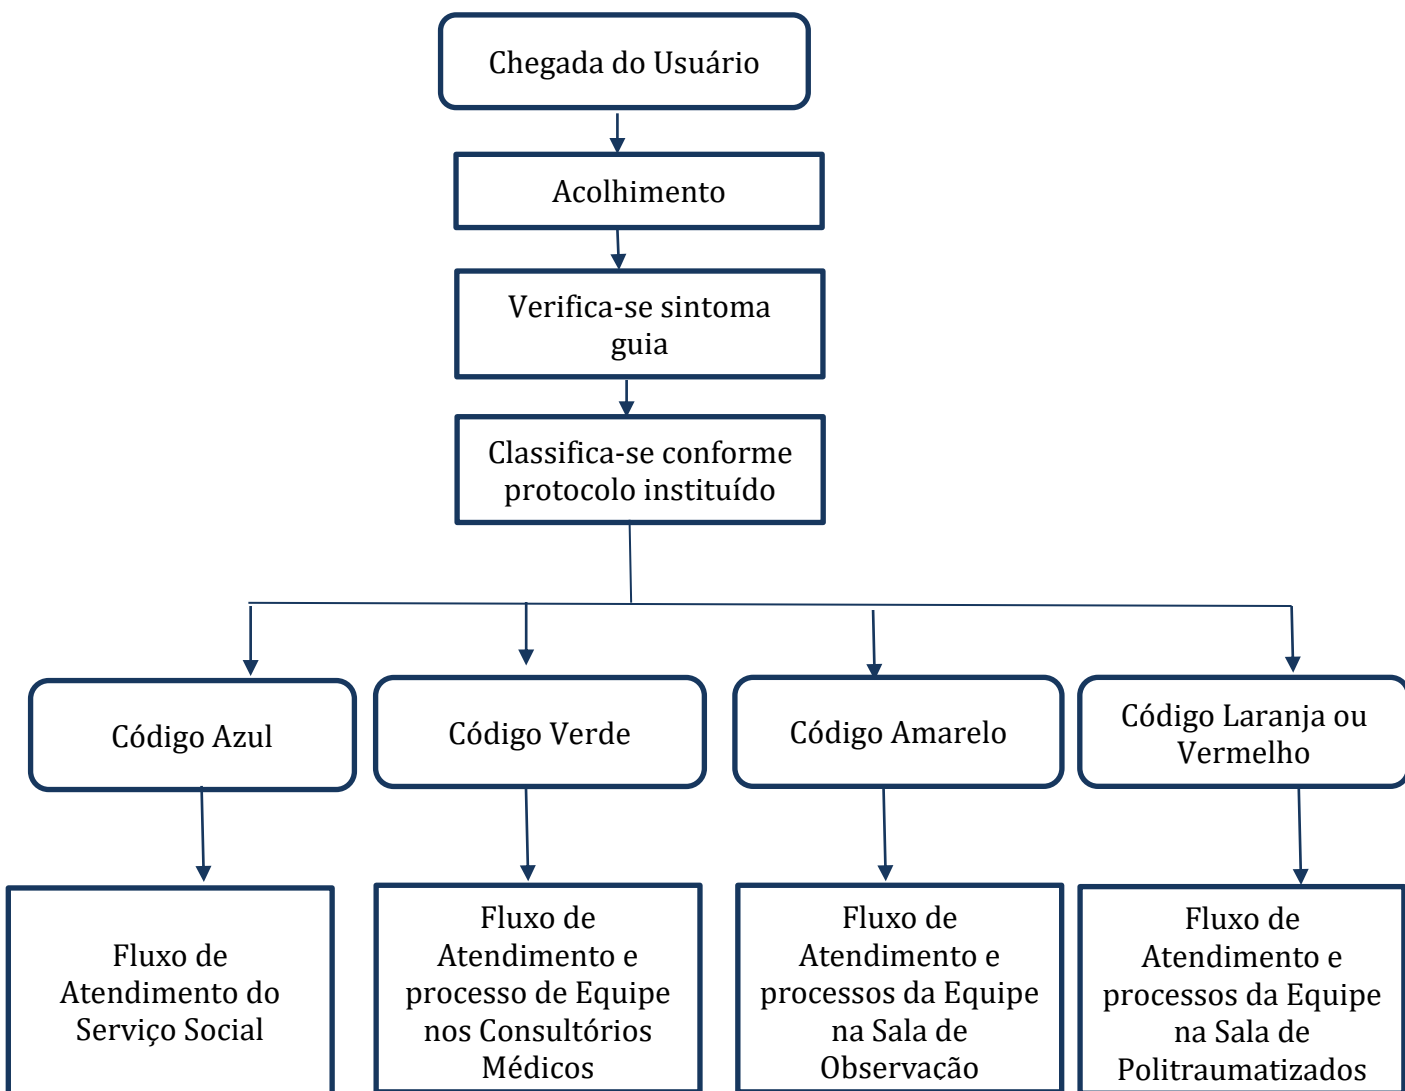 Chegada do Usuário
Acolhimento
Verifica-se sintoma
guia
Classifica-se conforme
protocolo instituído
Código Azul
Código Verde
Código Amarelo
Código Laranja ou
Vermelho
Fluxo de
Atendimento do
Serviço Social
Fluxo de
Atendimento e
processo de Equipe
nos Consultórios
Médicos
Fluxo de
Atendimento e
processos da Equipe
na Sala de
Observação
Fluxo de
Atendimento e
processos da Equipe
na Sala de
Politraumatizados